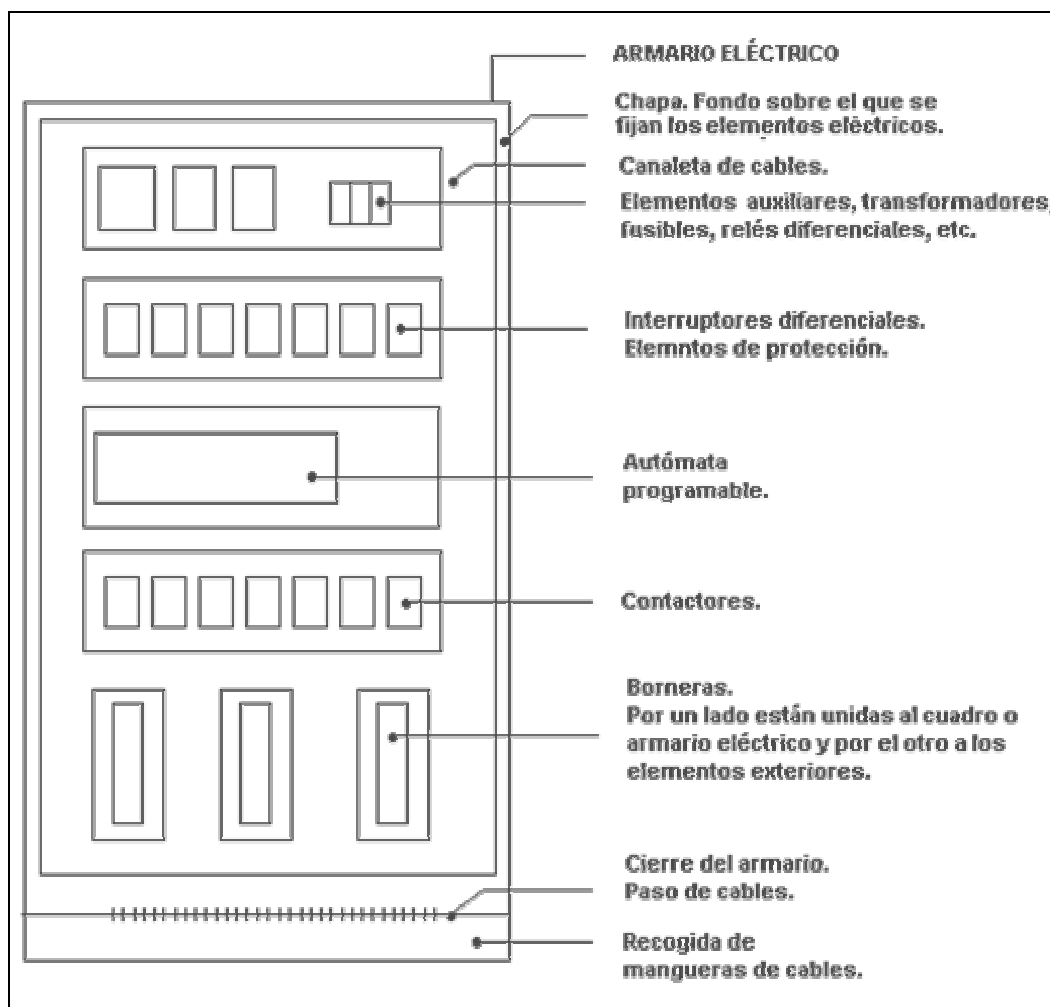 ARMARIO ELÉCTRICO
Chapa. Fondo sobre el que se
fijan los elementos eléctricos.
Canaleta de cables.
Elementos auxiliares, transformadores,
fusibles, relés diferenciales, etc.
Interruptores diferenciales.
Elemntos de protección.
Autómata
programable.
Contactores.
Borneras.
Por un lado están unidas al cuadro o
armario eléctrico y por el otro a los
elementos exteriores.
Cierre del armario.
Paso de cables.
Recogida de
mangueras de cables.